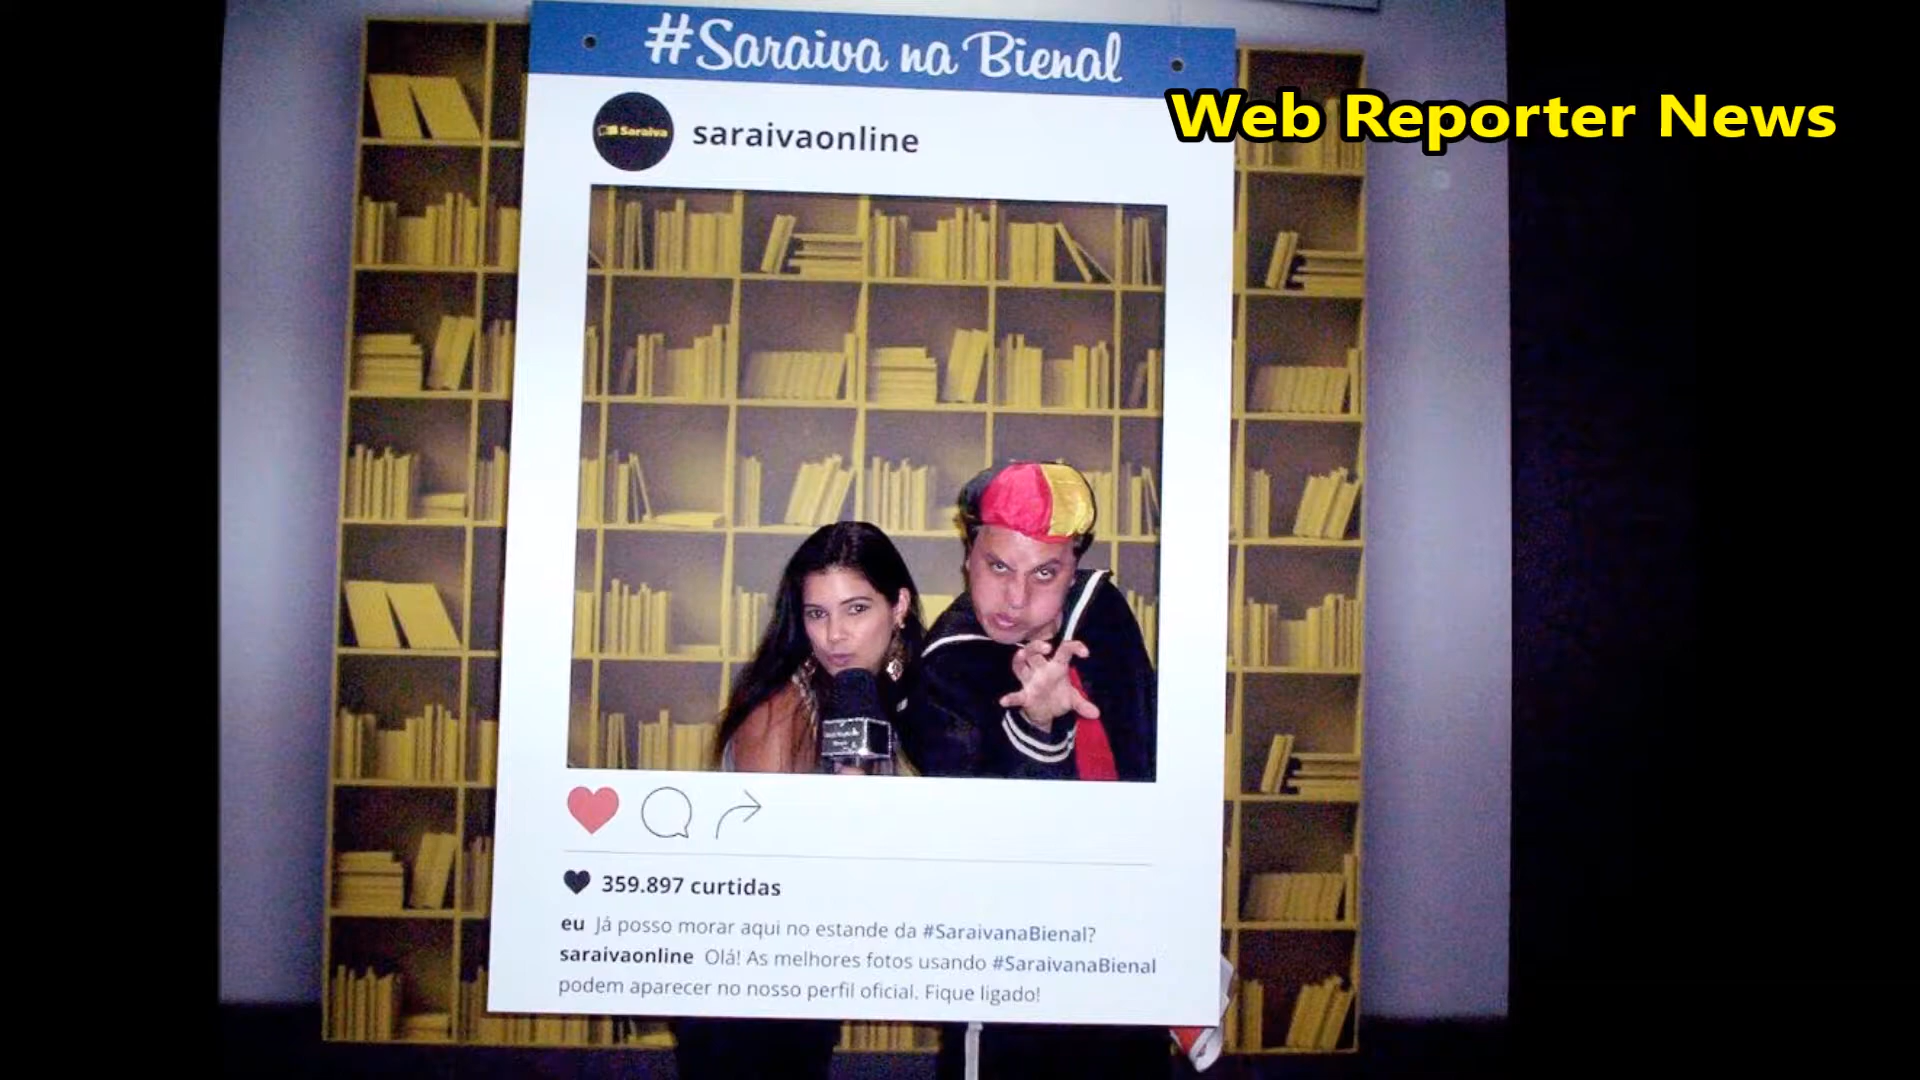 #Saraiva na Bienal
Web Reporter News
Saraiva
saraivaonline
359.897 curtidas
eu Já posso morar aqui no estande da #SaraivanaBienal?
saraivaonline Olá! As melhores fotos usando #SaraivanaBienal
podem aparecer no nosso perfil oficial. Fique ligado!